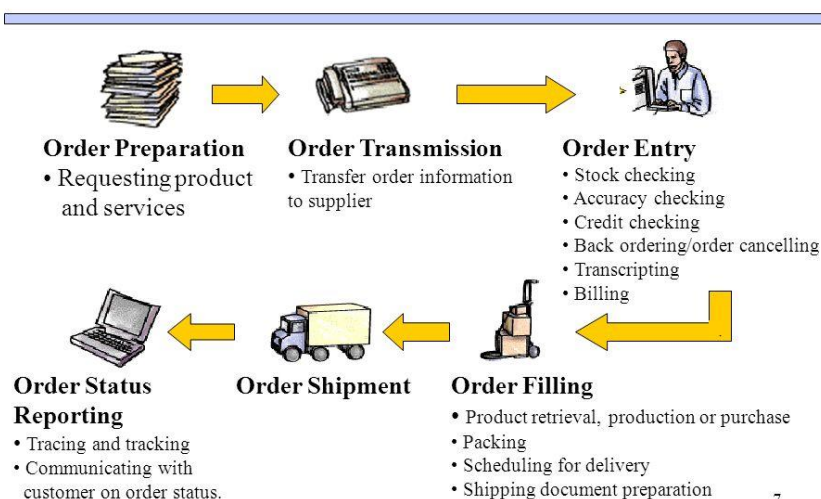 Order Preparation
• Requesting product
and services
Order Transmission
• Transfer order information
to supplier
Order Entry
• Stock checking
• Accuracy checking
• Credit checking
• Back ordering/order cancelling
• Transcripting
• Billing
Order Filling
• Product retrieval, production or purchase
• Packing
• Scheduling for delivery
• Shipping document preparation
Order Shipment
Order Status
Reporting
• Tracing and tracking
• Communicating with
customer on order status.